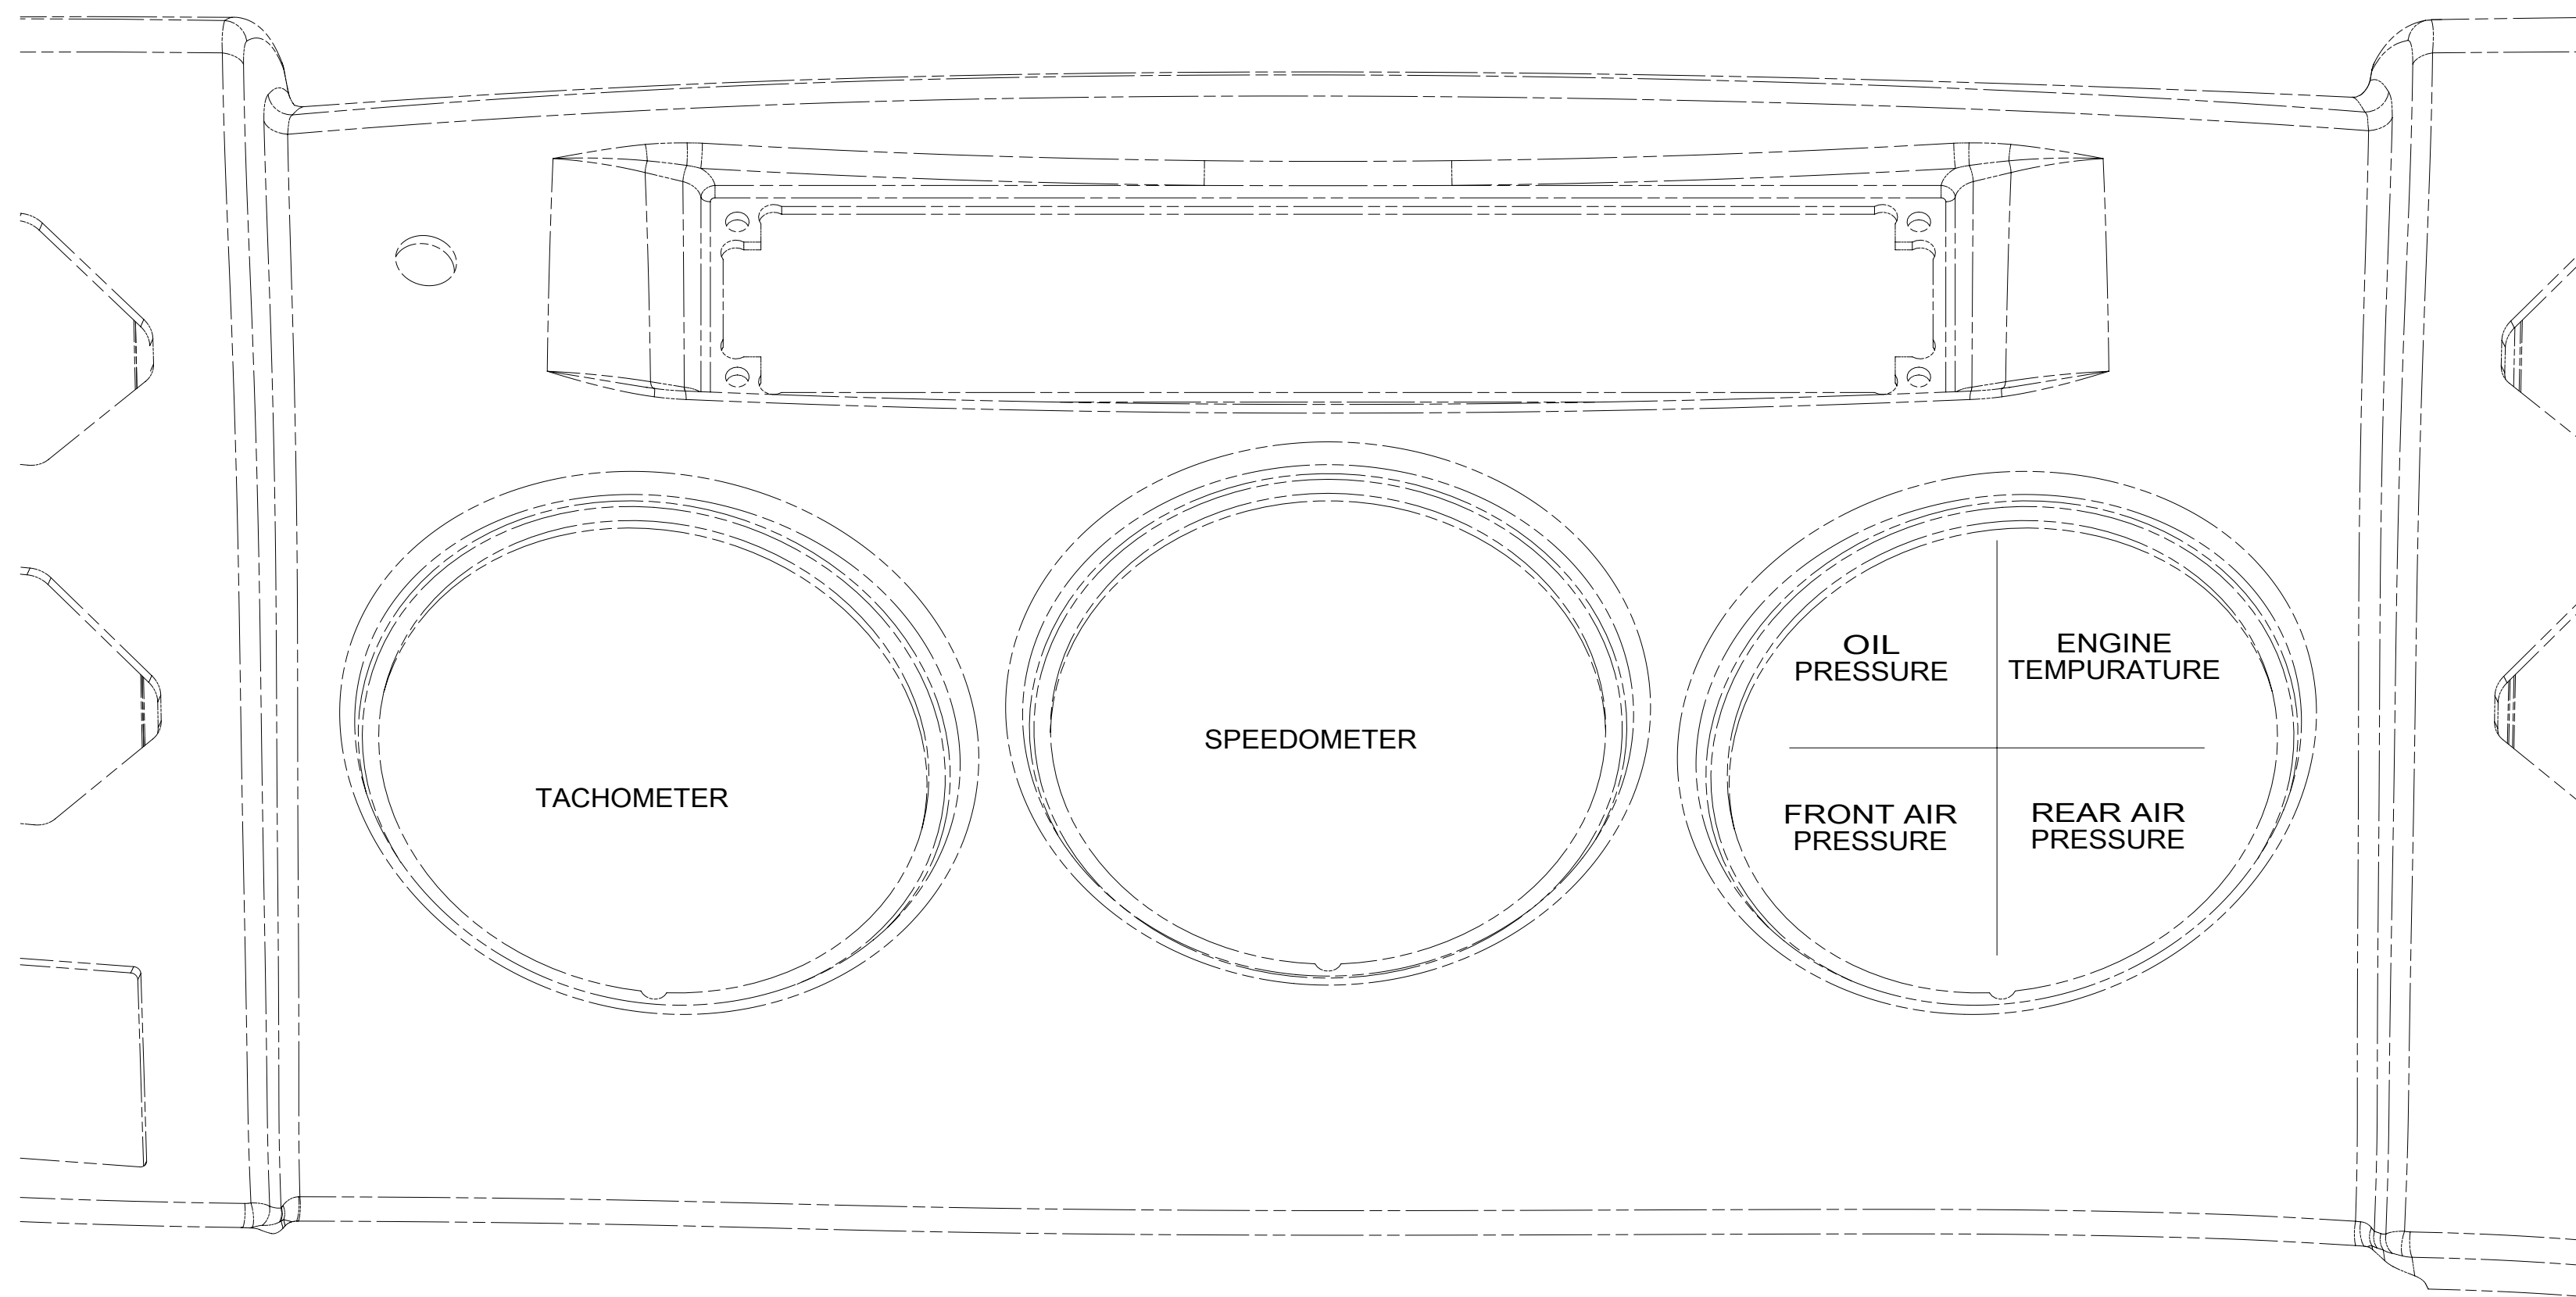 TACHOMETER
SPEEDOMETER
OIL
PRESSURE
ENGINE
TEMPURATURE
FRONT AIR
PRESSURE
REAR AIR
PRESSURE